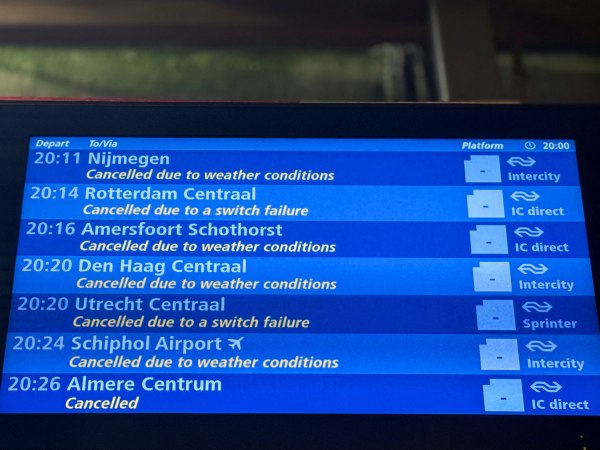 Depart To/Via Platform 20:00
20:11 Nijmegen - Intercity
Cancelled due to weather conditions
20:14 Rotterdam Centraal - IC direct
Cancelled due to a switch failure
20:16 Amersfoort Schothorst - IC direct
Cancelled due to weather conditions
20:20 Den Haag Centraal - Intercity
Cancelled due to weather conditions
20:20 Utrecht Centraal - Sprinter
Cancelled due to a switch failure
20:24 Schiphol Airport - Intercity
Cancelled due to weather conditions
20:26 Almere Centrum - IC direct
Cancelled